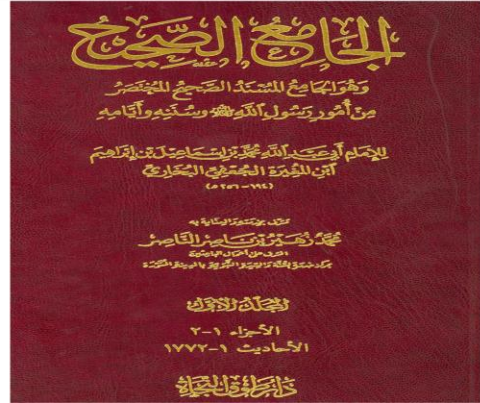 الجامع الصحيح
وهو الجامع المسند الصحيح المختصر
من أمور رسول الله ﷺ وسننه وأيامه
للإمام أبي عبد الله محمد بن إسماعيل بن إبراهيم
ابن المغيرة الجعفي البخاري
(١٩٤-٢٥٦ ه)
به
محمد زهير بن ناصر الناصر
المجلد الأول
الأجزاء ١-٢
الأحاديث ١-١٧٧٢
دار طوق النجاة